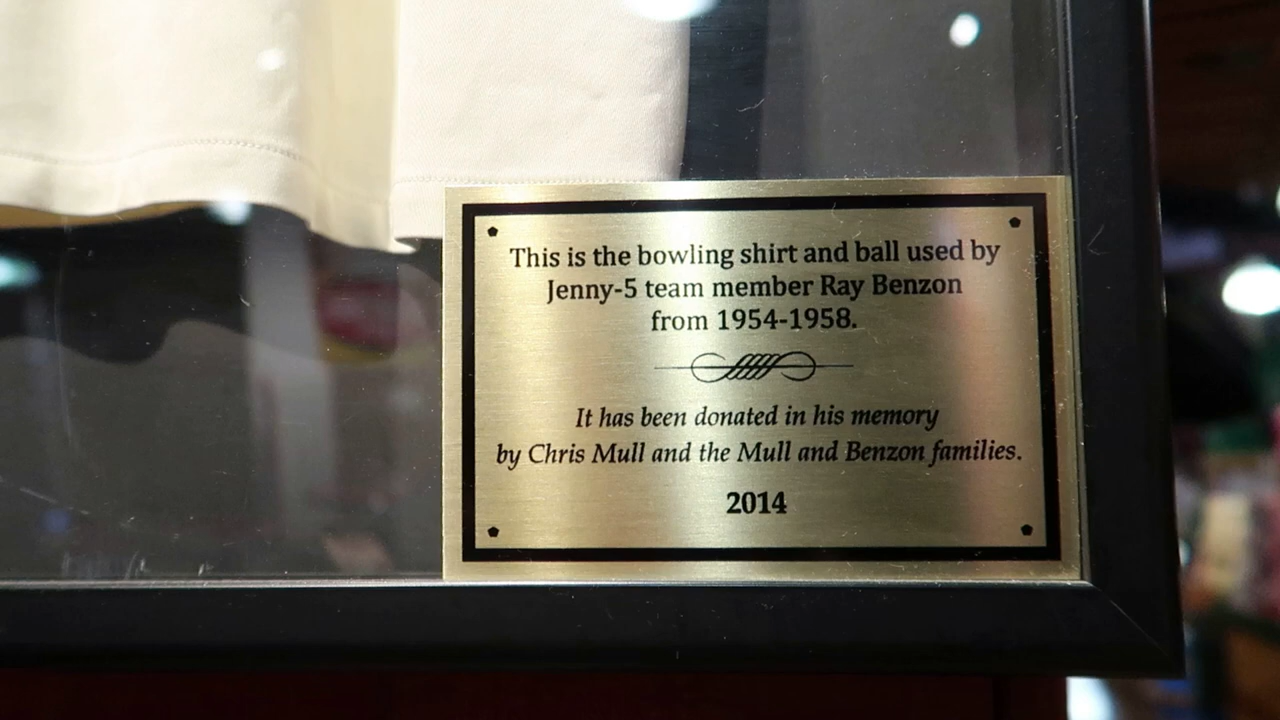 This is the bowling shirt and ball used by
Jenny-5 team member Ray Benzon
from 1954-1958.
It has been donated in his memory
by Chris Mull and the Mull and Benzon families.
2014